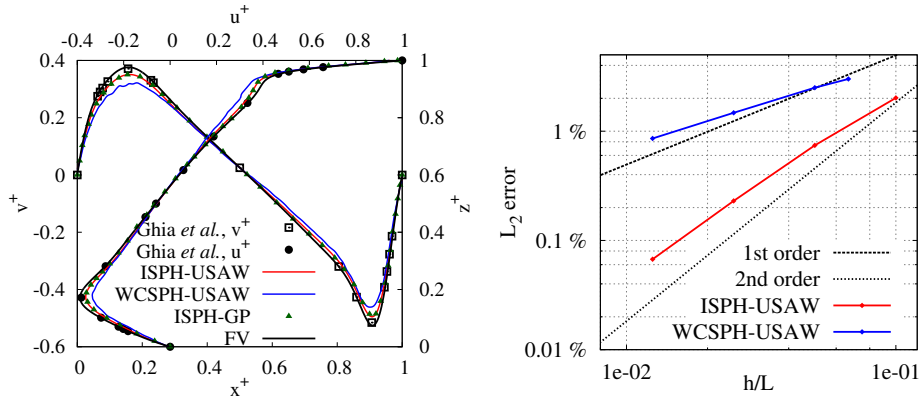 u+
-0.4 -0.2 0 0.2 0.4 0.6 0.8 1
0.4 1
0.2 0.8
0 0.6
-0.2 0.4
-0.4 0.2
-0.6 0
v+
z+
Ghia et al., v+
Ghia et al., u+
ISPH-USAW
WCSPH-USAW
ISPH-GP
FV
0 0.2 0.4 0.6 0.8 1
x+
L2 error
1 %
0.1 %
0.01 %
1st order
2nd order
ISPH-USAW
WCSPH-USAW
1e-02 1e-01
h/L